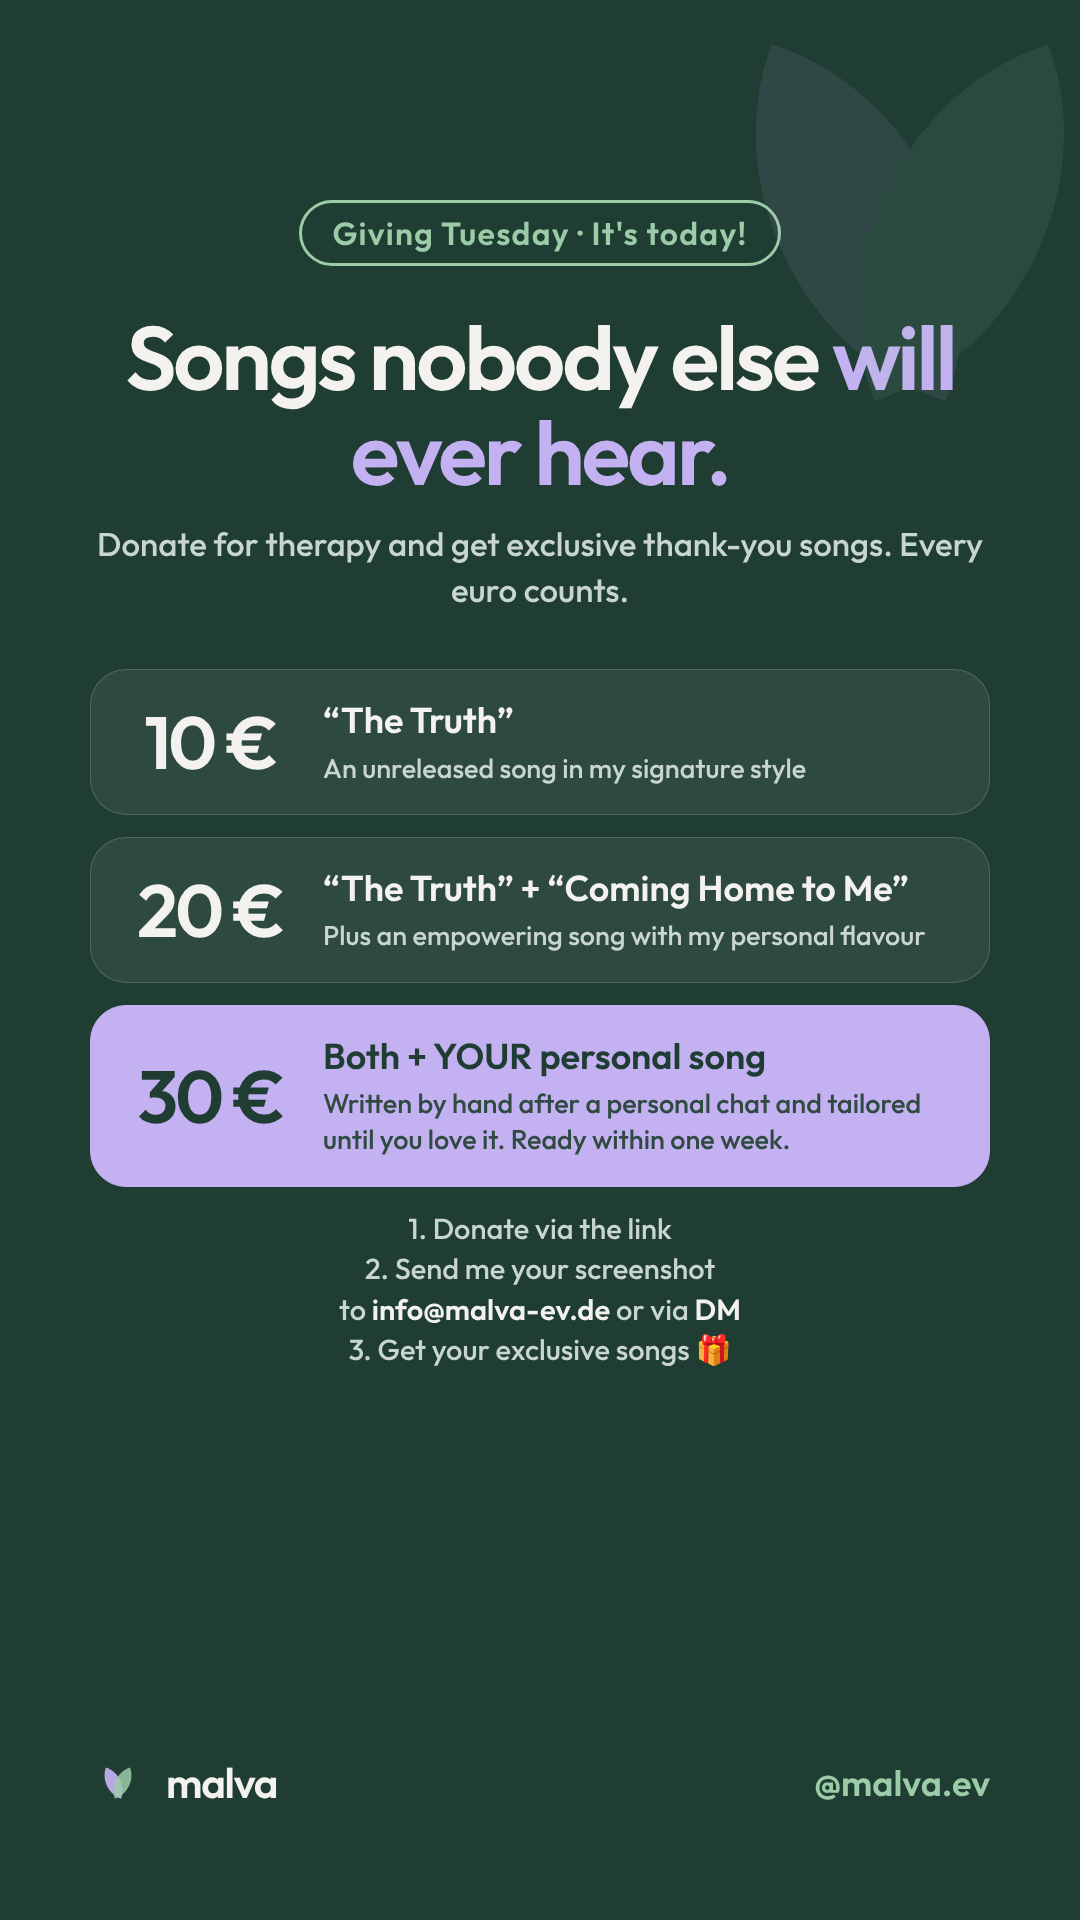 Giving Tuesday · It's today!
Songs nobody else will
ever hear.
Donate for therapy and get exclusive thank-you songs. Every
euro counts.
10 €
“The Truth”
An unreleased song in my signature style
20 €
“The Truth” + “Coming Home to Me”
Plus an empowering song with my personal flavour
30 €
Both + YOUR personal song
Written by hand after a personal chat and tailored
until you love it. Ready within one week.
1. Donate via the link
2. Send me your screenshot
to info@malva-ev.de or via DM
3. Get your exclusive songs 🎁
malva
@malva.ev